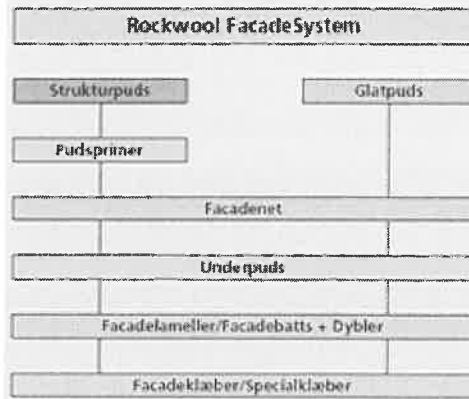 Rockwool FacadeSystem
Strukturpuds Glatpuds
Pudsprimer
Facadenet
Underpuds
Facadelameller/Facadebatts + Dybler
Facadeklæber/Specialklæber